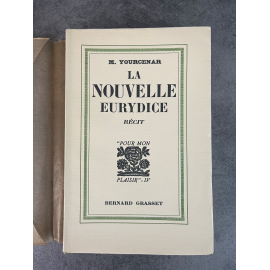 M. YOURCENAR
LA
NOUVELLE
EURYDICE
RÉCIT
"POUR MON
PLAISIR" - IV
BERNARD GRASSET